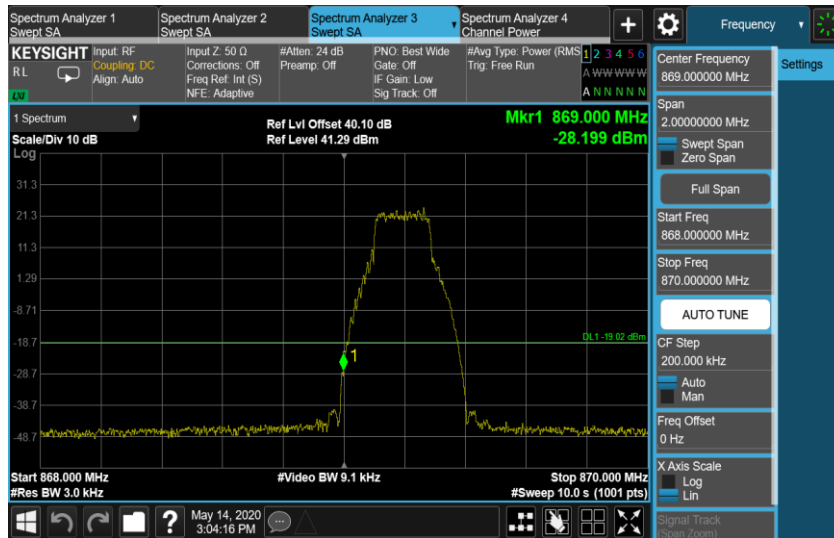 Spectrum Analyzer 1
Swept SA
Spectrum Analyzer 2
Swept SA
Spectrum Analyzer 3
Swept SA
Spectrum Analyzer 4
Channel Power
+
Frequency
KEYSIGHT
RL
LXI
Input: RF
Coupling: DC
Align: Auto
Input Z: 50 Ω
Corrections: Off
Freq Ref: Int (S)
NFE: Adaptive
#Atten: 24 dB
Preamp: Off
PNO: Best Wide
Gate: Off
IF Gain: Low
Sig Track: Off
#Avg Type: Power (RMS
Trig: Free Run
1 2 3 4 5 6
A W W W W W
A N N N N N
1 Spectrum
Scale/Div 10 dB
Log
Ref Lvl Offset 40.10 dB
Ref Level 41.29 dBm
Mkr1 869.000 MHz
-28.199 dBm
31.3
21.3
11.3
1.29
-8.71
-18.7
-28.7
-38.7
-48.7
DL1 -19.02 dBm
1
Start 868.000 MHz
#Res BW 3.0 kHz
#Video BW 9.1 kHz
Stop 870.000 MHz
#Sweep 10.0 s (1001 pts)
?
May 14, 2020
3:04:16 PM
Center Frequency
869.000000 MHz
Span
2.00000000 MHz
Swept Span
Zero Span
Full Span
Start Freq
868.000000 MHz
Stop Freq
870.000000 MHz
AUTO TUNE
CF Step
200.000 kHz
Auto
Man
Freq Offset
0 Hz
X Axis Scale
Log
Lin
Signal Track
(Span Zoom)
Settings